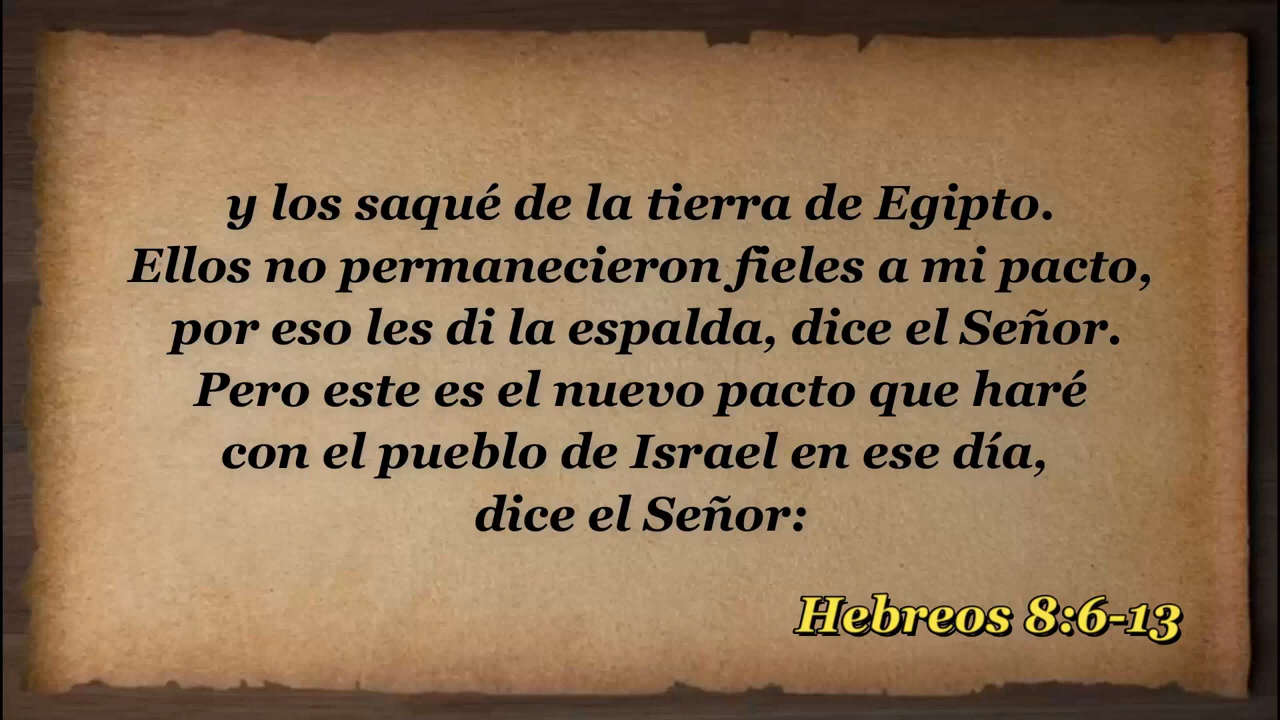 y los saqué de la tierra de Egipto.
Ellos no permanecieron fieles a mi pacto,
por eso les di la espalda, dice el Señor.
Pero este es el nuevo pacto que haré
con el pueblo de Israel en ese día,
dice el Señor:
Hebreos 8:6-13